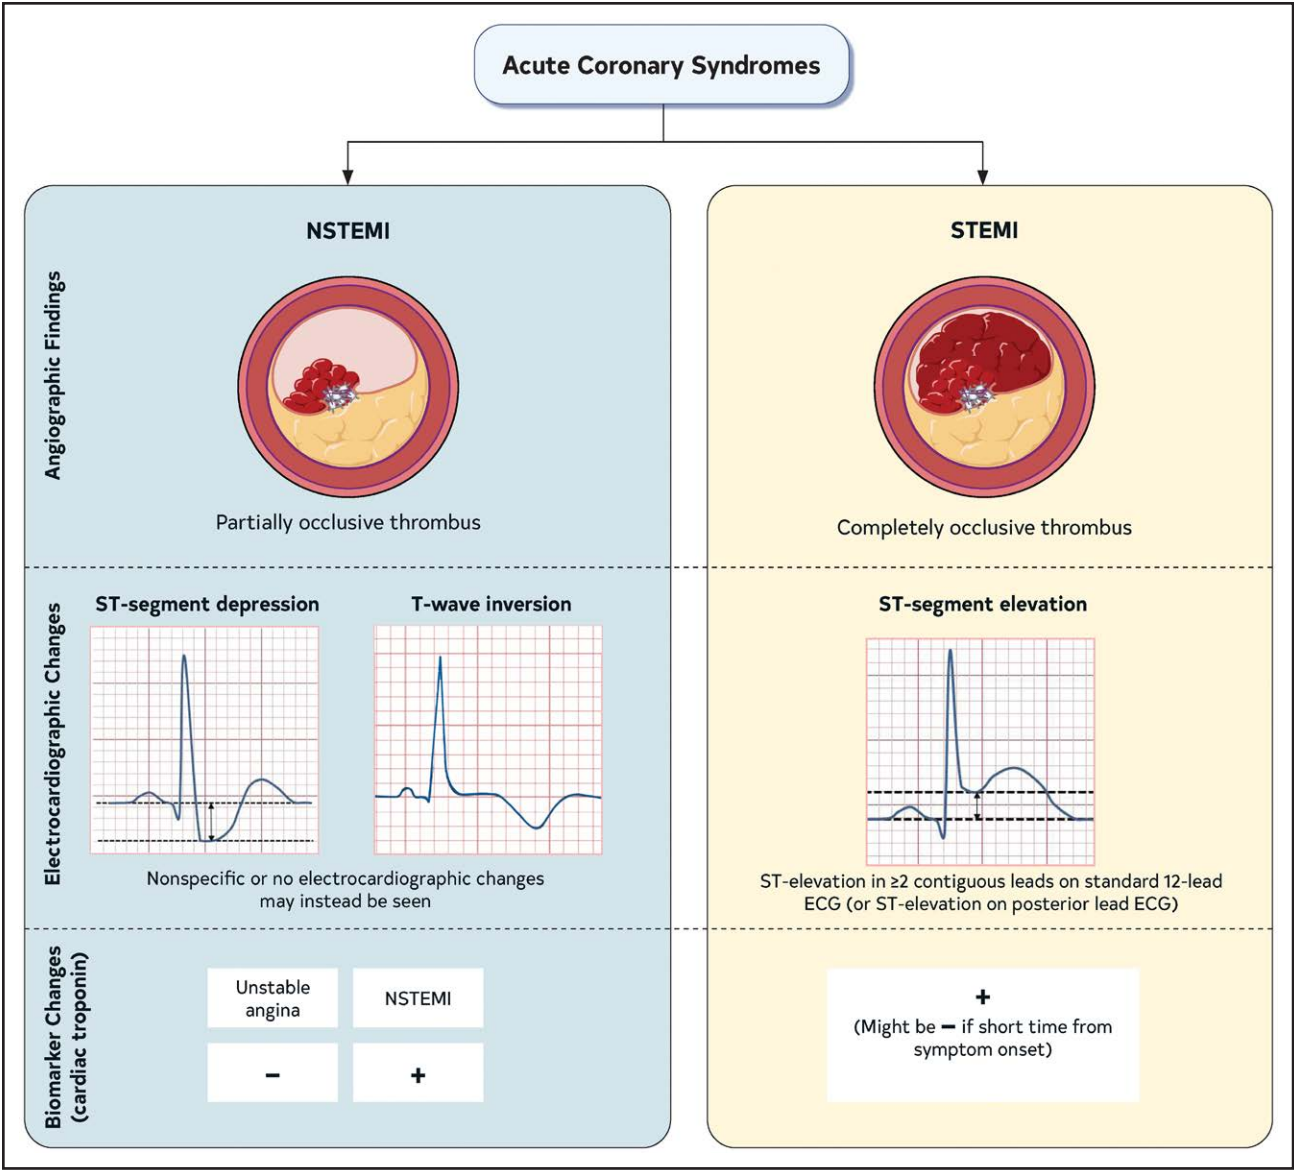 Acute Coronary Syndromes
NSTEMI
STEMI
Angiographic Findings
Partially occlusive thrombus
Completely occlusive thrombus
Electrocardiographic Changes
ST-segment depression
T-wave inversion
ST-segment elevation
Nonspecific or no electrocardiographic changes
may instead be seen
ST-elevation in ≥2 contiguous leads on standard 12-lead
ECG (or ST-elevation on posterior lead ECG)
Biomarker Changes
(cardiac troponin)
Unstable
angina
NSTEMI
–
+
+
(Might be – if short time from
symptom onset)